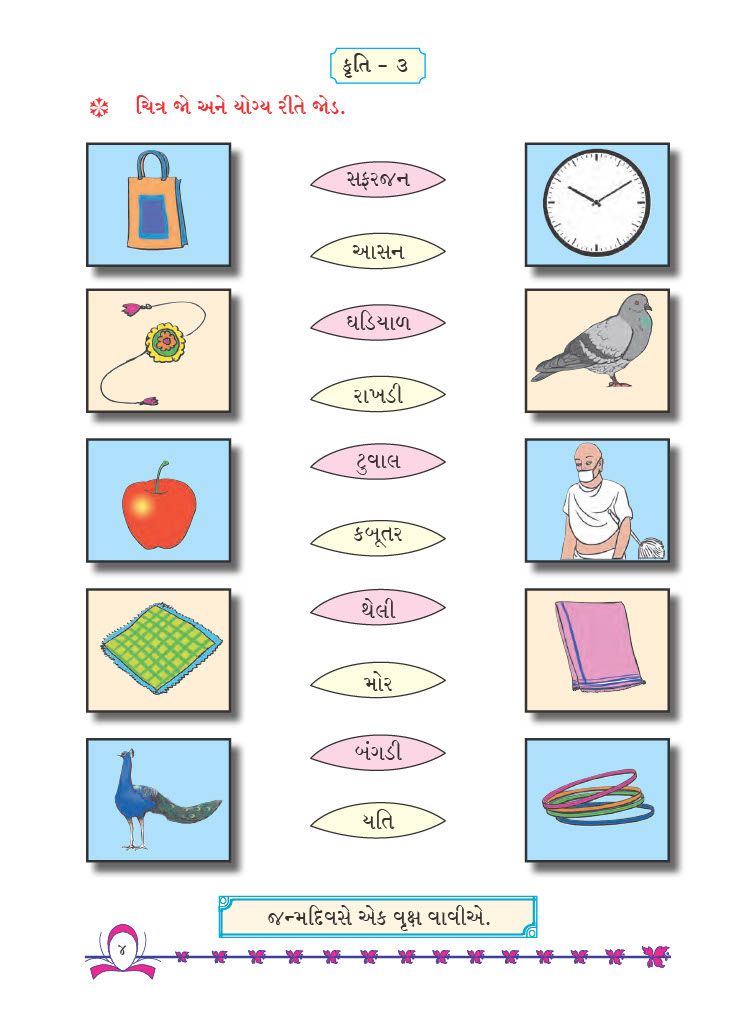 કૃતિ - ૩
ચિત્ર જો અને યોગ્ય રીતે જોડ.
સફરજન
આસન
ઘડિયાળ
રાખડી
ટુવાલ
કબૂતર
થેલી
મોર
બંગડી
યતિ
જન્મદિવસે એક વૃક્ષ વાવીએ.
૪